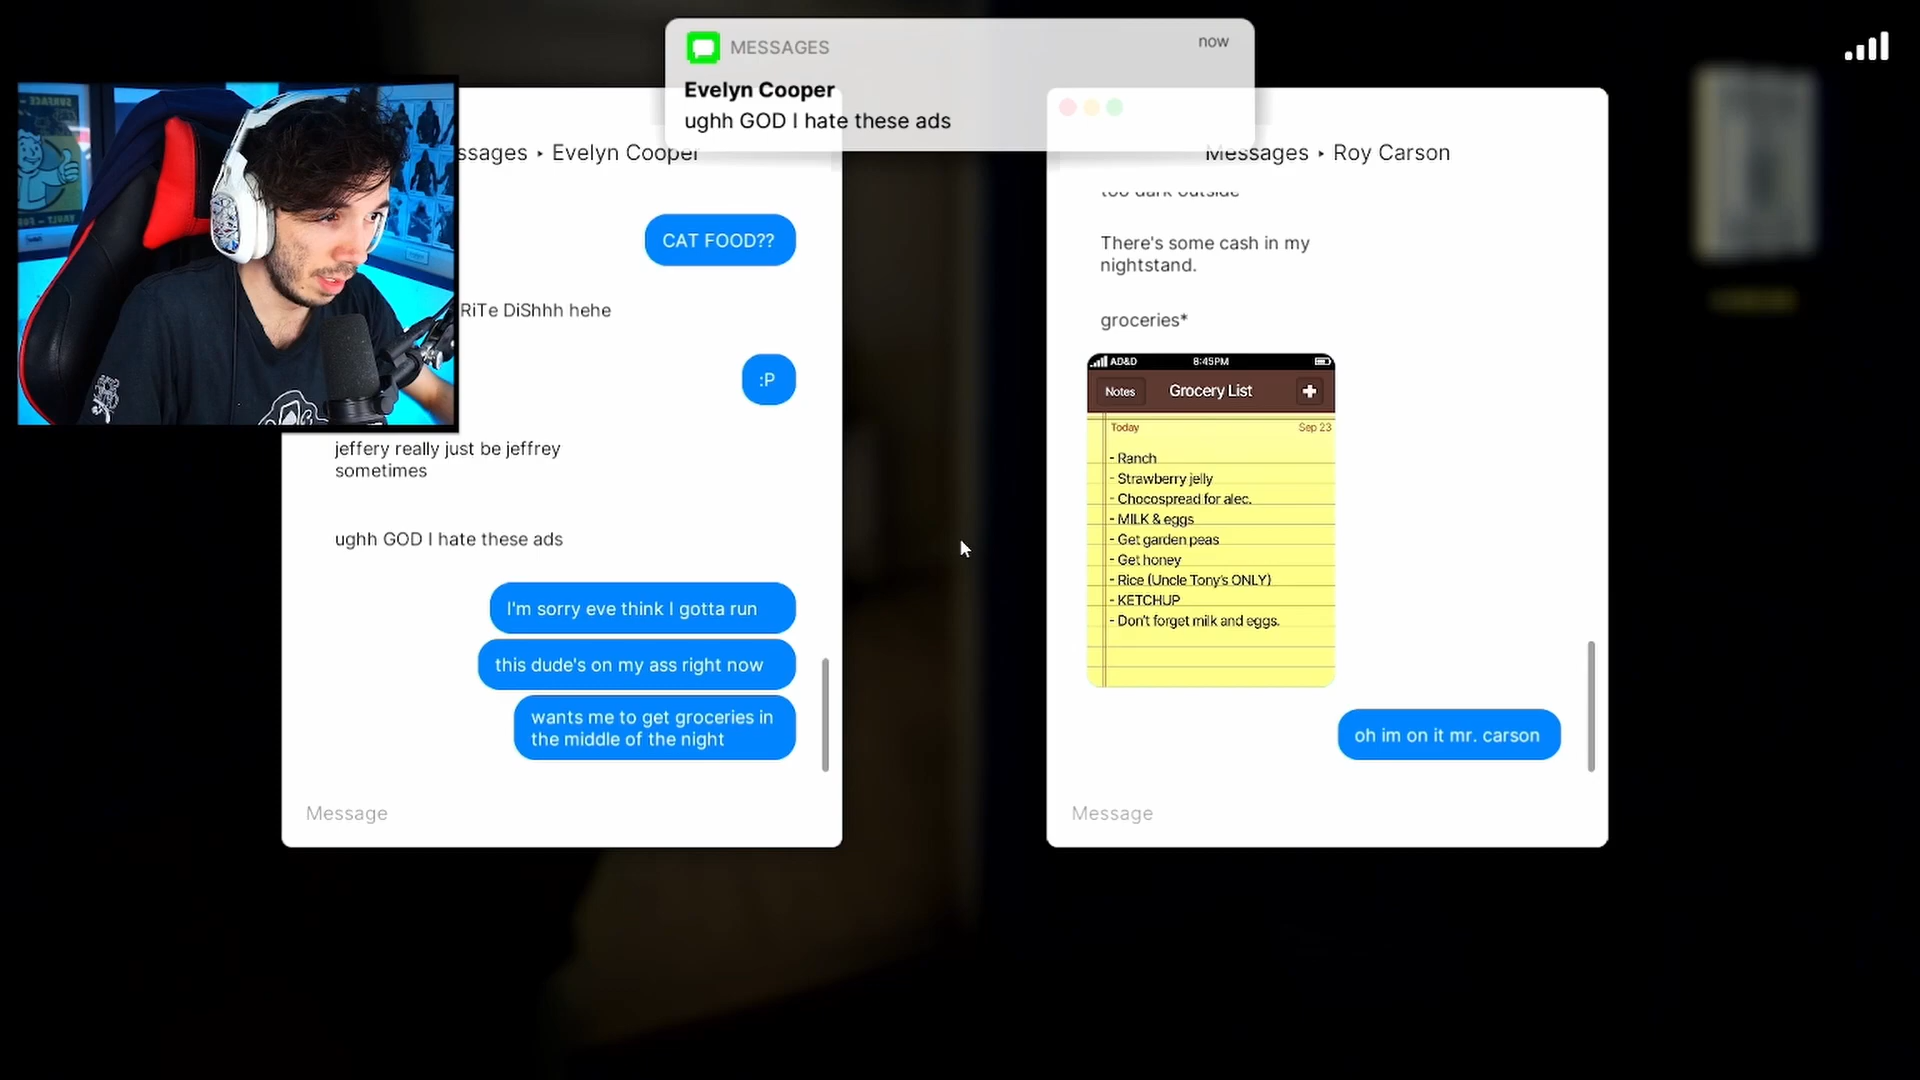 MESSAGES
now
Evelyn Cooper
ughh GOD I hate these ads
ssages ‣ Evelyn Cooper
CAT FOOD??
RiTe DiShhh hehe
:P
jeffery really just be jeffrey
sometimes
ughh GOD I hate these ads
I'm sorry eve think I gotta run
this dude's on my ass right now
wants me to get groceries in
the middle of the night
Message
Messages ‣ Roy Carson
too dark outside
There's some cash in my
nightstand.
groceries*
AD&D 8:45PM
Notes Grocery List
Today Sep 23
- Ranch
- Strawberry jelly
- Chocospread for alec.
- MILK & eggs
- Get garden peas
- Get honey
- Rice (Uncle Tony's ONLY)
- KETCHUP
- Don't forget milk and eggs.
oh im on it mr. carson
Message